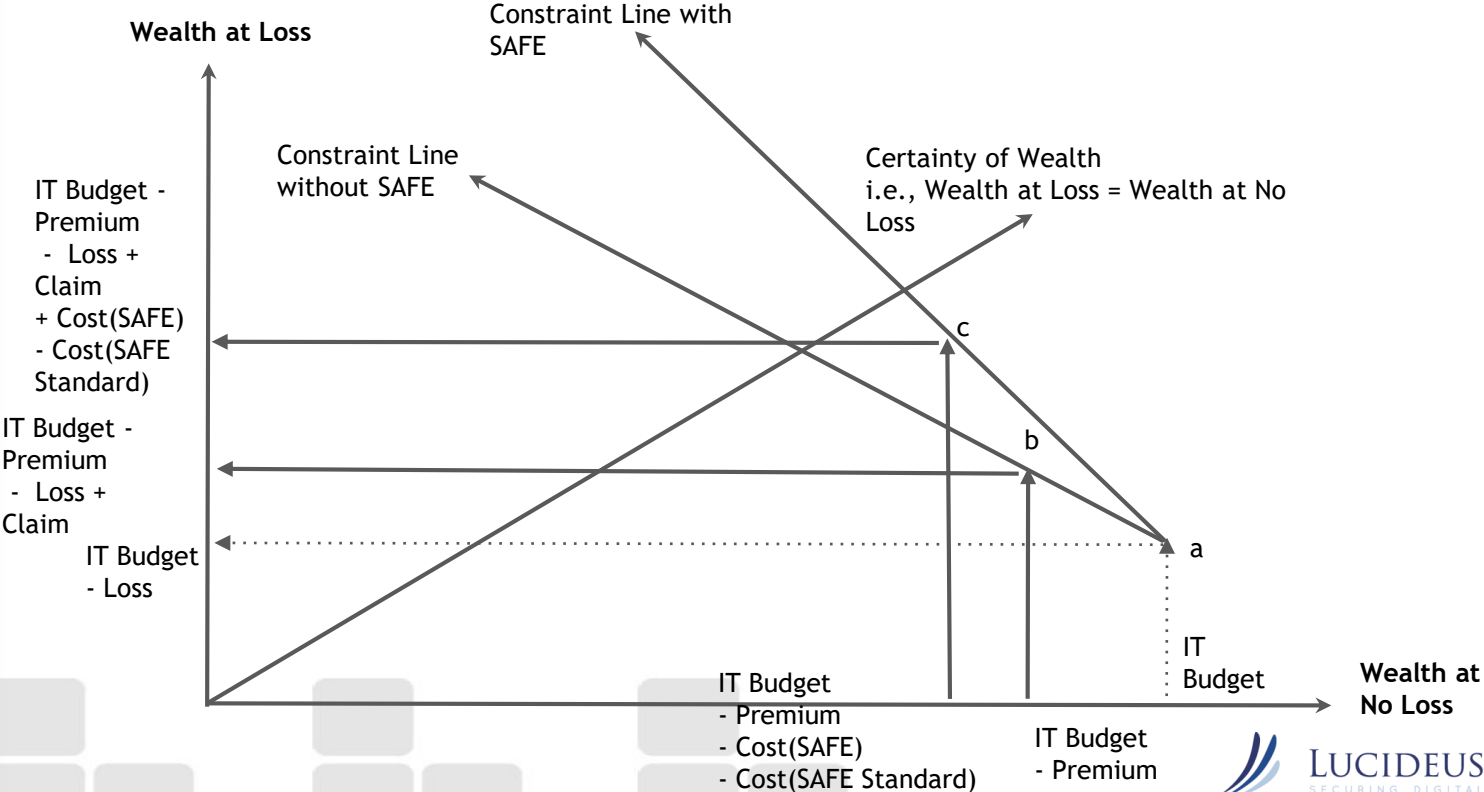 Constraint Line with
SAFE
Wealth at Loss
Constraint Line
without SAFE
Certainty of Wealth
i.e., Wealth at Loss = Wealth at No
Loss
IT Budget -
Premium
- Loss +
Claim
+ Cost(SAFE)
- Cost(SAFE
Standard)
c
IT Budget -
Premium
- Loss +
Claim
b
IT Budget
- Loss
a
IT
Budget
Wealth at
No Loss
IT Budget
- Premium
- Cost(SAFE)
- Cost(SAFE Standard)
IT Budget
- Premium
LUCIDEUS
SECURING DIGITAL